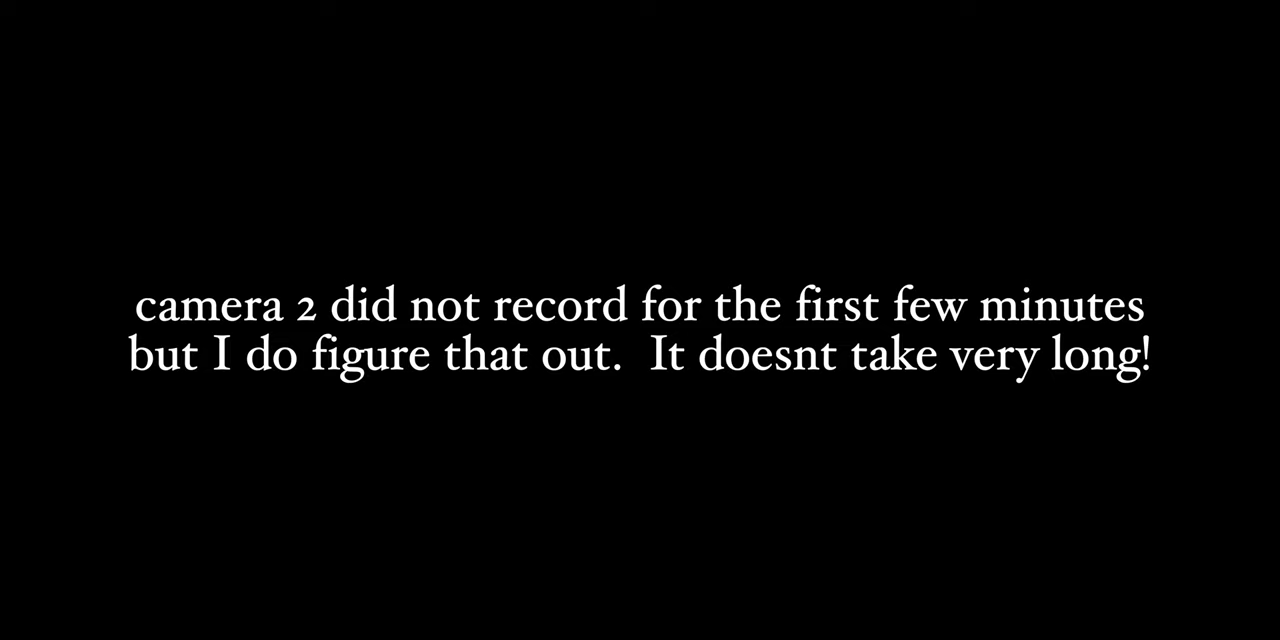 camera 2 did not record for the first few minutes
but I do figure that out.  It doesnt take very long!